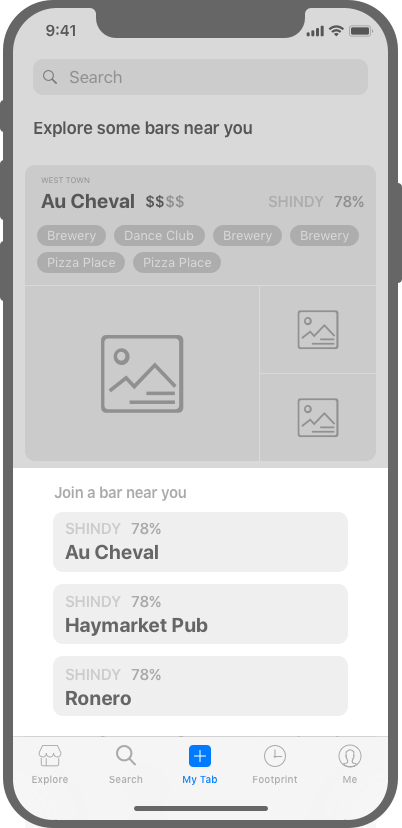 9:41
Search
Explore some bars near you
WEST TOWN
Au Cheval $$$$ SHINDY 78%
Brewery Dance Club Brewery Brewery
Pizza Place Pizza Place
Join a bar near you
SHINDY 78%
Au Cheval
SHINDY 78%
Haymarket Pub
SHINDY 78%
Ronero
Explore Search My Tab Footprint Me